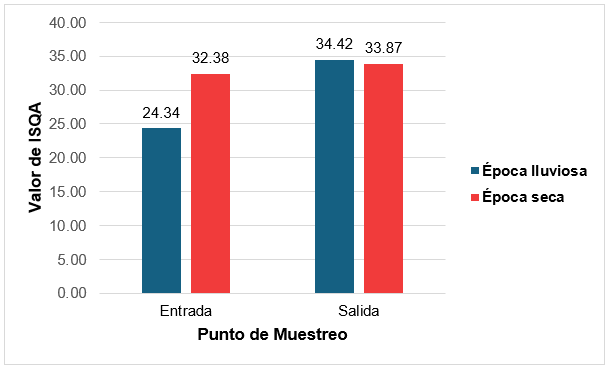 40.00
35.00
30.00
25.00
20.00
15.00
10.00
5.00
0.00
Valor de ISQA
24.34
32.38
34.42
33.87
Entrada
Salida
Punto de Muestreo
Época lluviosa
Época seca